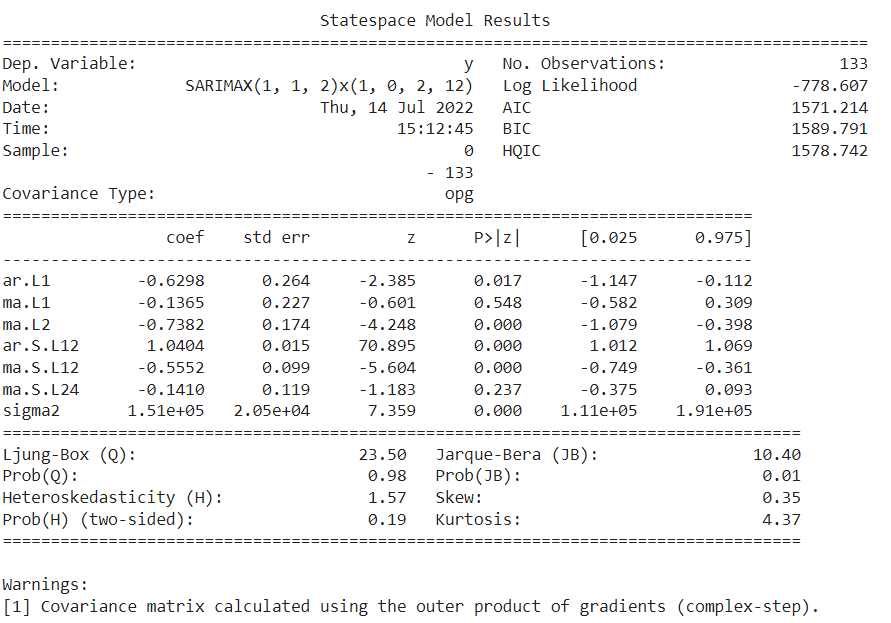 Statespace Model Results
==========================================================================================
Dep. Variable:                                  y   No. Observations:                  133
Model:             SARIMAX(1, 1, 2)x(1, 0, 2, 12)   Log Likelihood                -778.607
Date:                            Thu, 14 Jul 2022   AIC                           1571.214
Time:                                    15:12:45   BIC                           1589.791
Sample:                                         0   HQIC                          1578.742
                                            - 133
Covariance Type:                              opg
==============================================================================
                 coef    std err          z      P>|z|      [0.025      0.975]
------------------------------------------------------------------------------
ar.L1         -0.6298      0.264     -2.385      0.017      -1.147      -0.112
ma.L1         -0.1365      0.227     -0.601      0.548      -0.582       0.309
ma.L2         -0.7382      0.174     -4.248      0.000      -1.079      -0.398
ar.S.L12       1.0404      0.015     70.895      0.000       1.012       1.069
ma.S.L12      -0.5552      0.099     -5.604      0.000      -0.749      -0.361
ma.S.L24      -0.1410      0.119     -1.183      0.237      -0.375       0.093
sigma2       1.51e+05   2.05e+04      7.359      0.000    1.11e+05    1.91e+05
===================================================================================
Ljung-Box (Q):                       23.50   Jarque-Bera (JB):                10.40
Prob(Q):                              0.98   Prob(JB):                         0.01
Heteroskedasticity (H):               1.57   Skew:                             0.35
Prob(H) (two-sided):                  0.19   Kurtosis:                         4.37
===================================================================================
Warnings:
[1] Covariance matrix calculated using the outer product of gradients (complex-step).